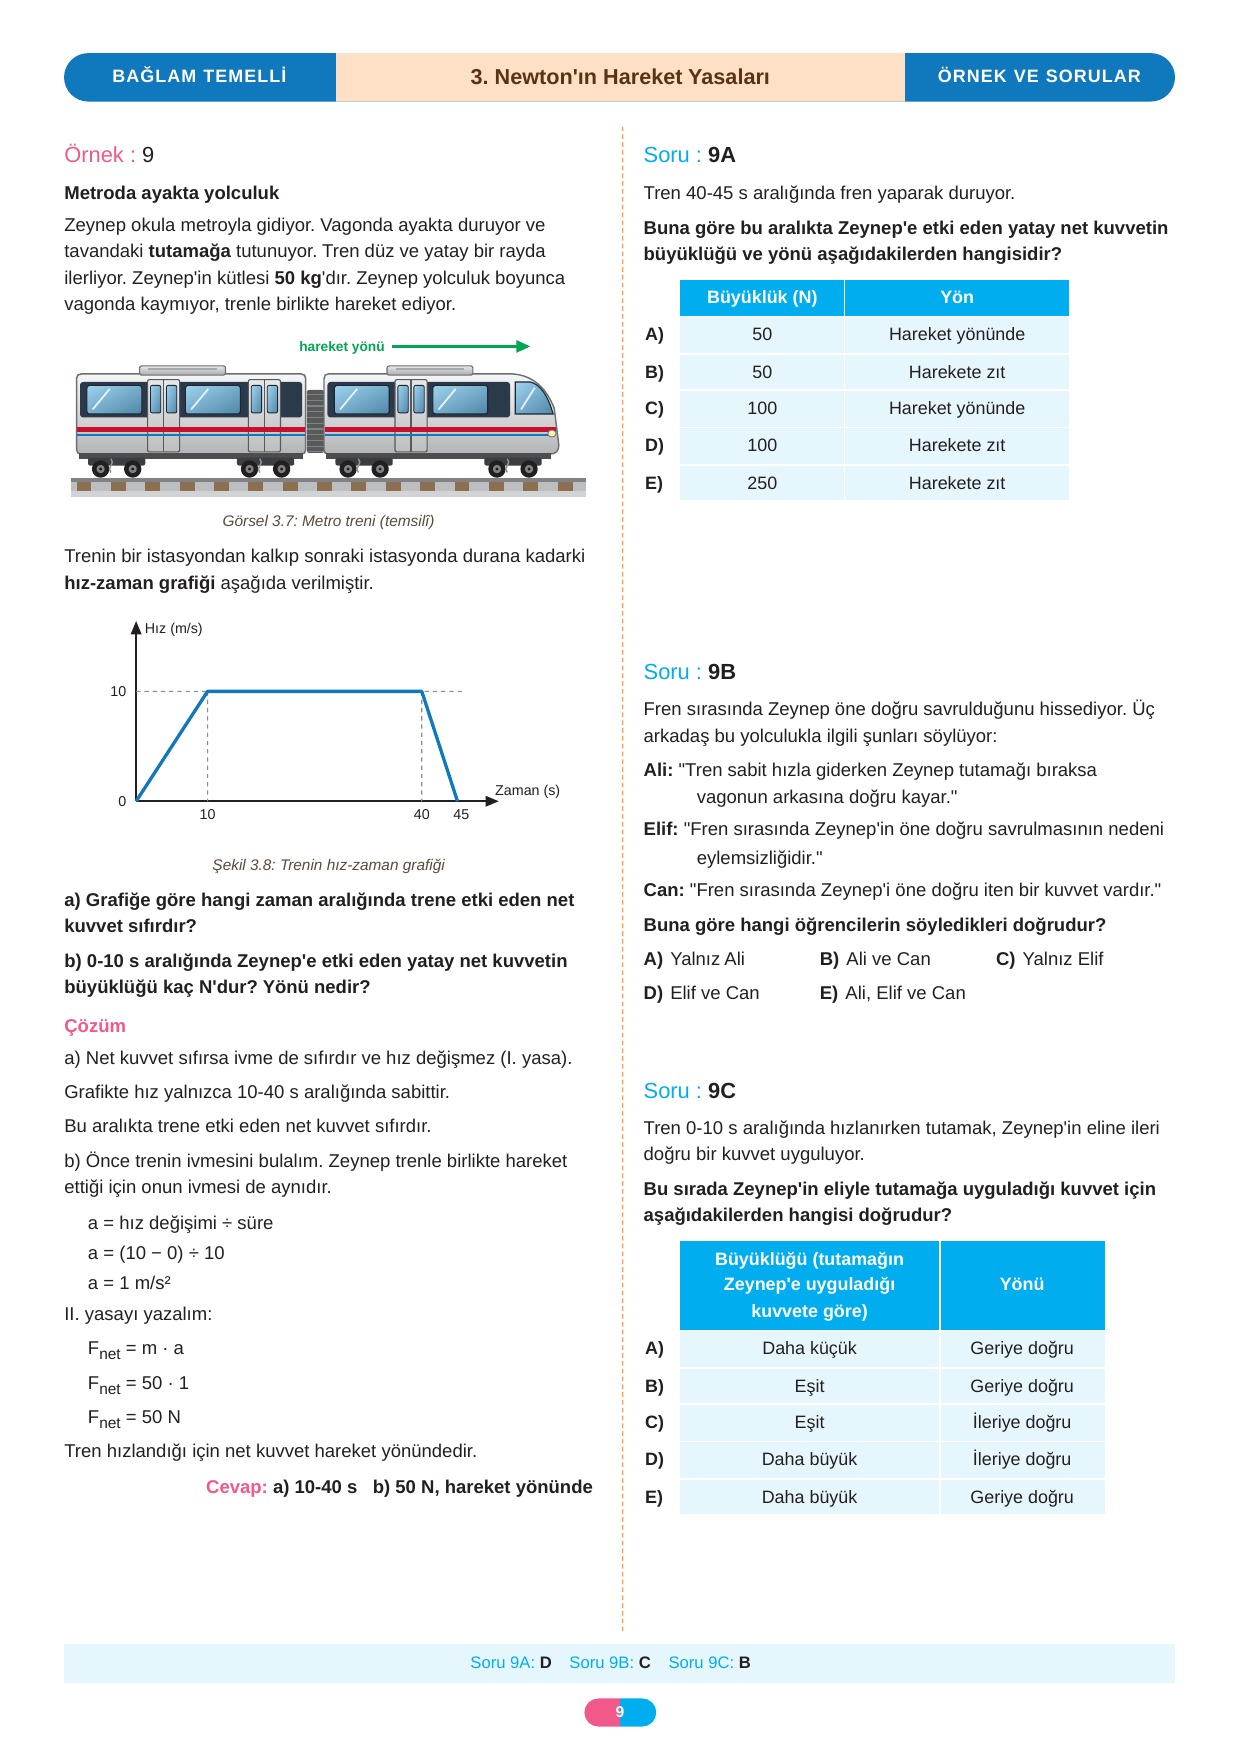 BAĞLAM TEMELLİ
3. Newton'ın Hareket Yasaları
ÖRNEK VE SORULAR
Örnek : 9
Metroda ayakta yolculuk
Zeynep okula metroyla gidiyor. Vagonda ayakta duruyor ve
tavandaki tutamağa tutunuyor. Tren düz ve yatay bir rayda
ilerliyor. Zeynep'in kütlesi 50 kg'dır. Zeynep yolculuk boyunca
vagonda kaymıyor, trenle birlikte hareket ediyor.
hareket yönü
Görsel 3.7: Metro treni (temsilî)
Trenin bir istasyondan kalkıp sonraki istasyonda durana kadarki
hız-zaman grafiği aşağıda verilmiştir.
Hız (m/s)
10
0
Zaman (s)
10
40
45
Şekil 3.8: Trenin hız-zaman grafiği
a) Grafiğe göre hangi zaman aralığında trene etki eden net
kuvvet sıfırdır?
b) 0-10 s aralığında Zeynep'e etki eden yatay net kuvvetin
büyüklüğü kaç N'dur? Yönü nedir?
Çözüm
a) Net kuvvet sıfırsa ivme de sıfırdır ve hız değişmez (I. yasa).
Grafikte hız yalnızca 10-40 s aralığında sabittir.
Bu aralıkta trene etki eden net kuvvet sıfırdır.
b) Önce trenin ivmesini bulalım. Zeynep trenle birlikte hareket
ettiği için onun ivmesi de aynıdır.
a = hız değişimi ÷ süre
a = (10 − 0) ÷ 10
a = 1 m/s²
II. yasayı yazalım:
Fnet = m · a
Fnet = 50 · 1
Fnet = 50 N
Tren hızlandığı için net kuvvet hareket yönündedir.
Cevap: a) 10-40 s b) 50 N, hareket yönünde
Soru : 9A
Tren 40-45 s aralığında fren yaparak duruyor.
Buna göre bu aralıkta Zeynep'e etki eden yatay net kuvvetin
büyüklüğü ve yönü aşağıdakilerden hangisidir?
Büyüklük (N) Yön
A) 50 Hareket yönünde
B) 50 Harekete zıt
C) 100 Hareket yönünde
D) 100 Harekete zıt
E) 250 Harekete zıt
Soru : 9B
Fren sırasında Zeynep öne doğru savrulduğunu hissediyor. Üç
arkadaş bu yolculukla ilgili şunları söylüyor:
Ali: "Tren sabit hızla giderken Zeynep tutamağı bıraksa
vagonun arkasına doğru kayar."
Elif: "Fren sırasında Zeynep'in öne doğru savrulmasının nedeni
eylemsizliğidir."
Can: "Fren sırasında Zeynep'i öne doğru iten bir kuvvet vardır."
Buna göre hangi öğrencilerin söyledikleri doğrudur?
A) Yalnız Ali B) Ali ve Can C) Yalnız Elif
D) Elif ve Can E) Ali, Elif ve Can
Soru : 9C
Tren 0-10 s aralığında hızlanırken tutamak, Zeynep'in eline ileri
doğru bir kuvvet uyguluyor.
Bu sırada Zeynep'in eliyle tutamağa uyguladığı kuvvet için
aşağıdakilerden hangisi doğrudur?
Büyüklüğü (tutamağın
Zeynep'e uyguladığı
kuvvete göre)
Yönü
A) Daha küçük Geriye doğru
B) Eşit Geriye doğru
C) Eşit İleriye doğru
D) Daha büyük İleriye doğru
E) Daha büyük Geriye doğru
Soru 9A: D Soru 9B: C Soru 9C: B
9